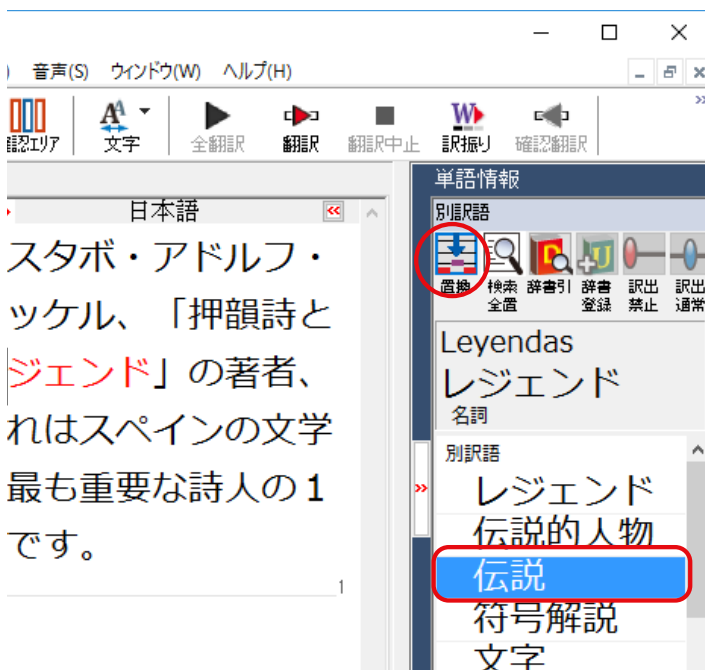 ) 音声(S) ウィンドウ(W) ヘルプ(H)
確認エリア 文字 全翻訳 翻訳 翻訳中止 訳振り 確認翻訳
単語情報
日本語
別訳語
スタボ・アドルフ・
ッケル、「押韻詩と
ジェンド」の著者、
れはスペインの文学
最も重要な詩人の1
です。
1
置換 検索全置 辞書引 辞書登録 訳出禁止 訳出通常
Leyendas
レジェンド
名詞
別訳語
レジェンド
伝説的人物
伝説
符号解説
文字